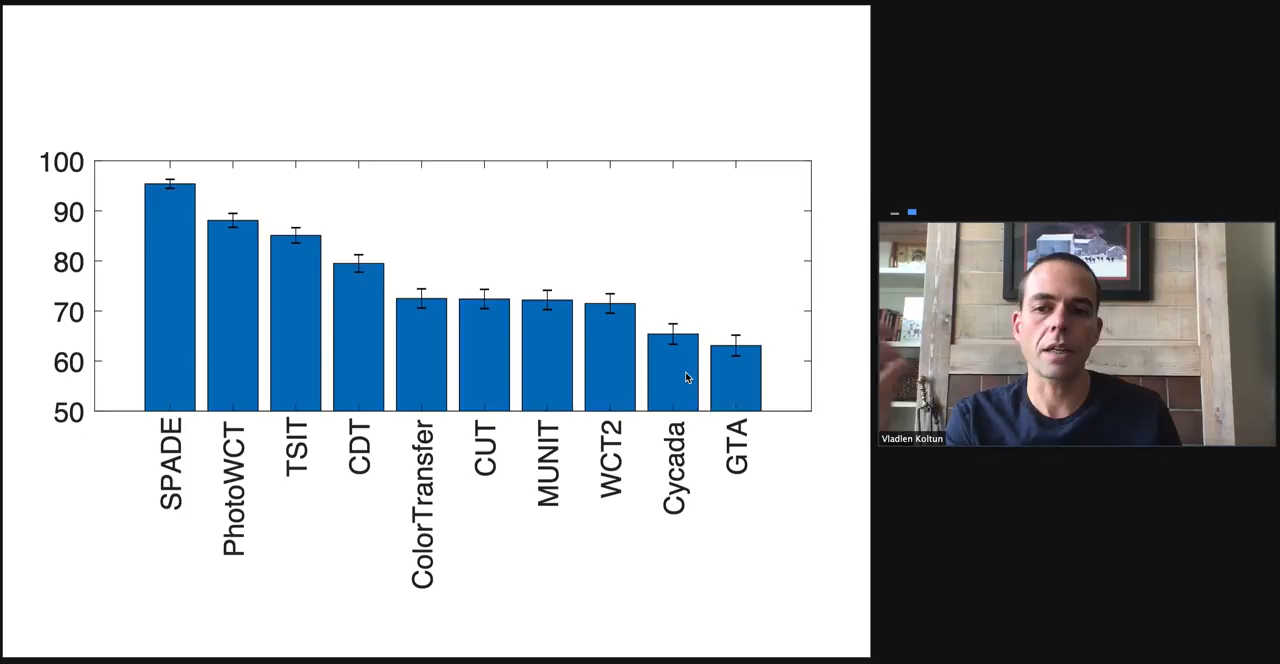 100
90
80
70
60
50
SPADE
PhotoWCT
TSIT
CDT
ColorTransfer
CUT
MUNIT
WCT2
Cycada
GTA
Vladlen Koltun